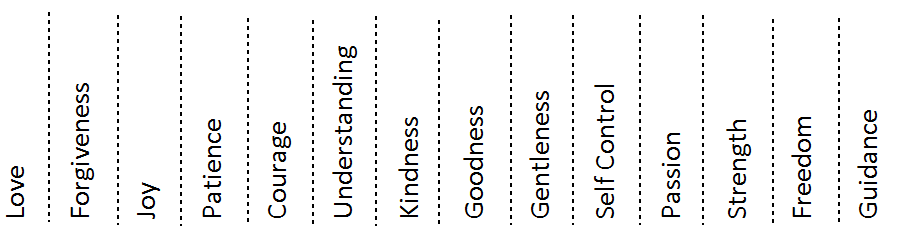 Love
Forgiveness
Joy
Patience
Courage
Understanding
Kindness
Goodness
Gentleness
Self Control
Passion
Strength
Freedom
Guidance